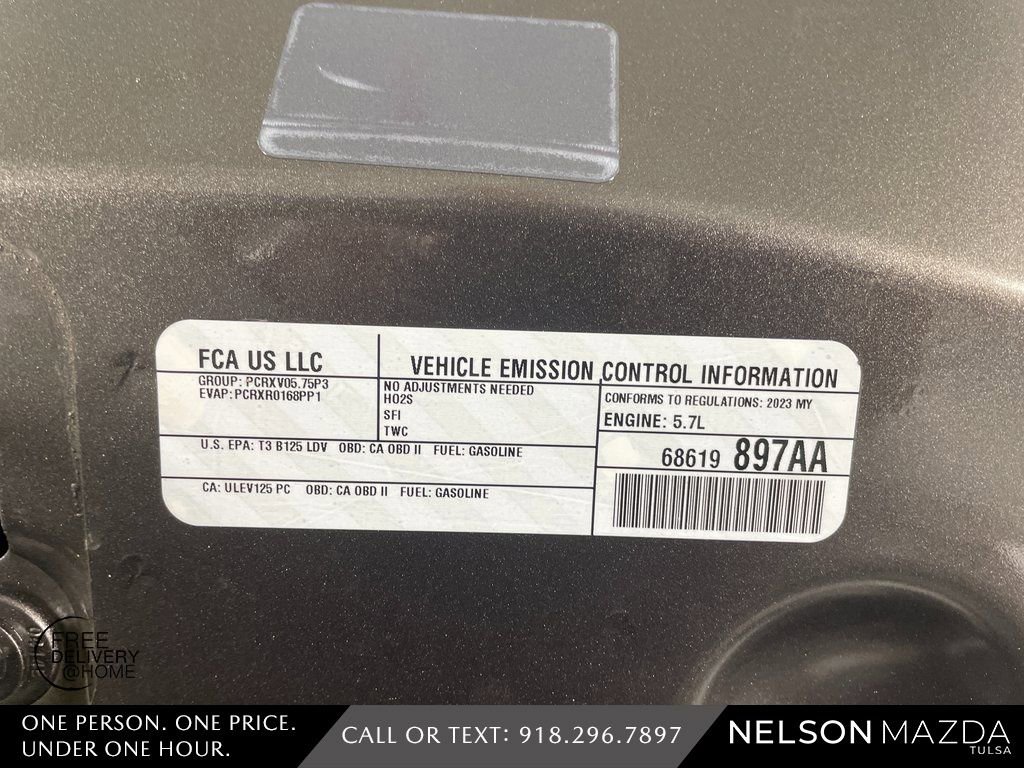 FCA US LLC
VEHICLE EMISSION CONTROL INFORMATION
GROUP: PCRXV05.75P3
EVAP: PCRXR0168PP1
NO ADJUSTMENTS NEEDED
HO2S
SFI
TWC
CONFORMS TO REGULATIONS: 2023 MY
ENGINE: 5.7L
U.S. EPA: T3 B125 LDV OBD: CA OBD II FUEL: GASOLINE
68619 897AA
CA: ULEV125 PC OBD: CA OBD II FUEL: GASOLINE
FREE
DELIVERY
@HOME
ONE PERSON. ONE PRICE.
UNDER ONE HOUR.
CALL OR TEXT: 918.296.7897
NELSON MAZDA
TULSA